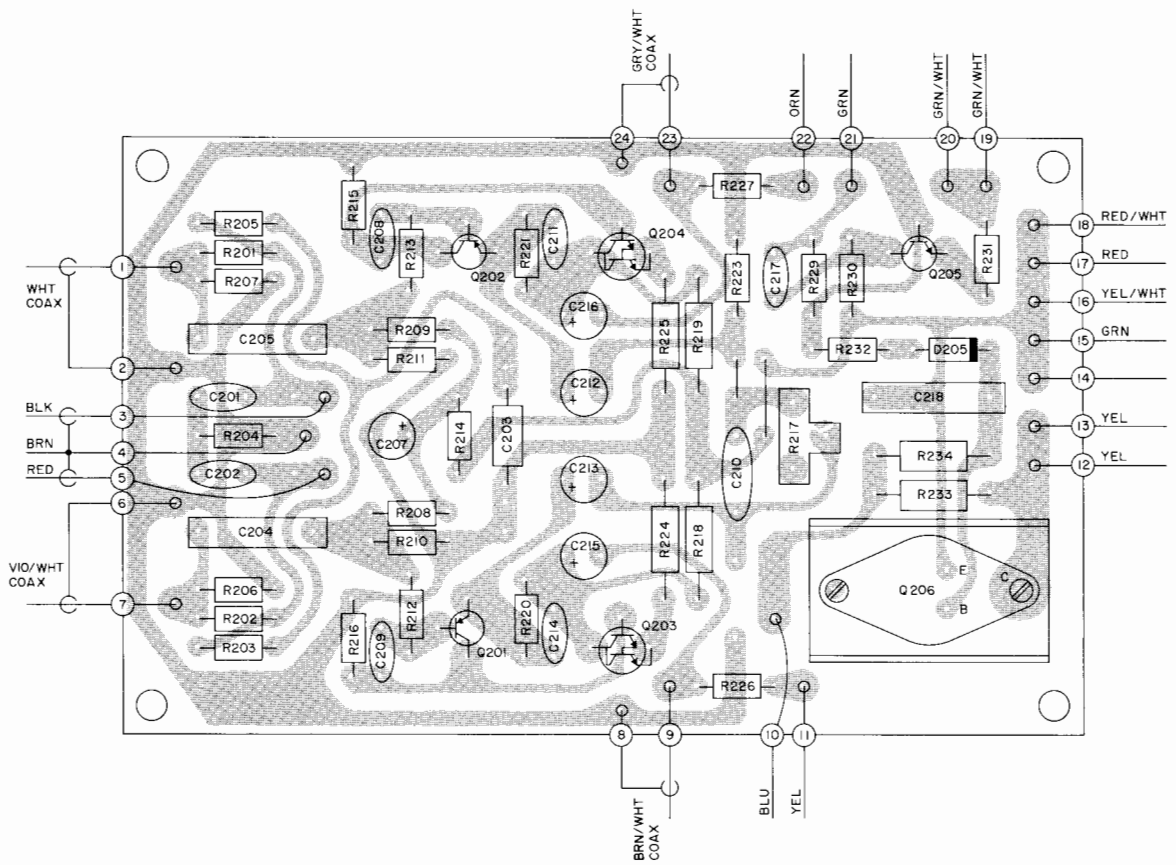 GRY/WHT
COAX
ORN
GRN
GRN/WHT
GRN/WHT
24
23
22
21
20
19
R215
R227
R205
C208
R213
Q202
R221
C211
Q204
R223
C217
R229
R230
Q205
R231
18
RED/WHT
R201
1
17
RED
R207
WHT
COAX
16
YEL/WHT
C216
+
R225
R219
R209
C205
R211
15
GRN
R232
D205
2
14
C212
+
C201
C218
BLK
3
13
YEL
R204
+
C207
R214
C203
R217
BRN
4
12
YEL
R234
RED
5
C202
C213
+
C210
R233
6
R208
C204
R210
C215
+
R224
R218
VIO/WHT
COAX
E
C
Q206
B
R206
7
R202
R203
R216
C209
R212
Q201
R220
C214
Q203
R226
8
9
10
11
BLU
YEL
BRN/WHT
COAX